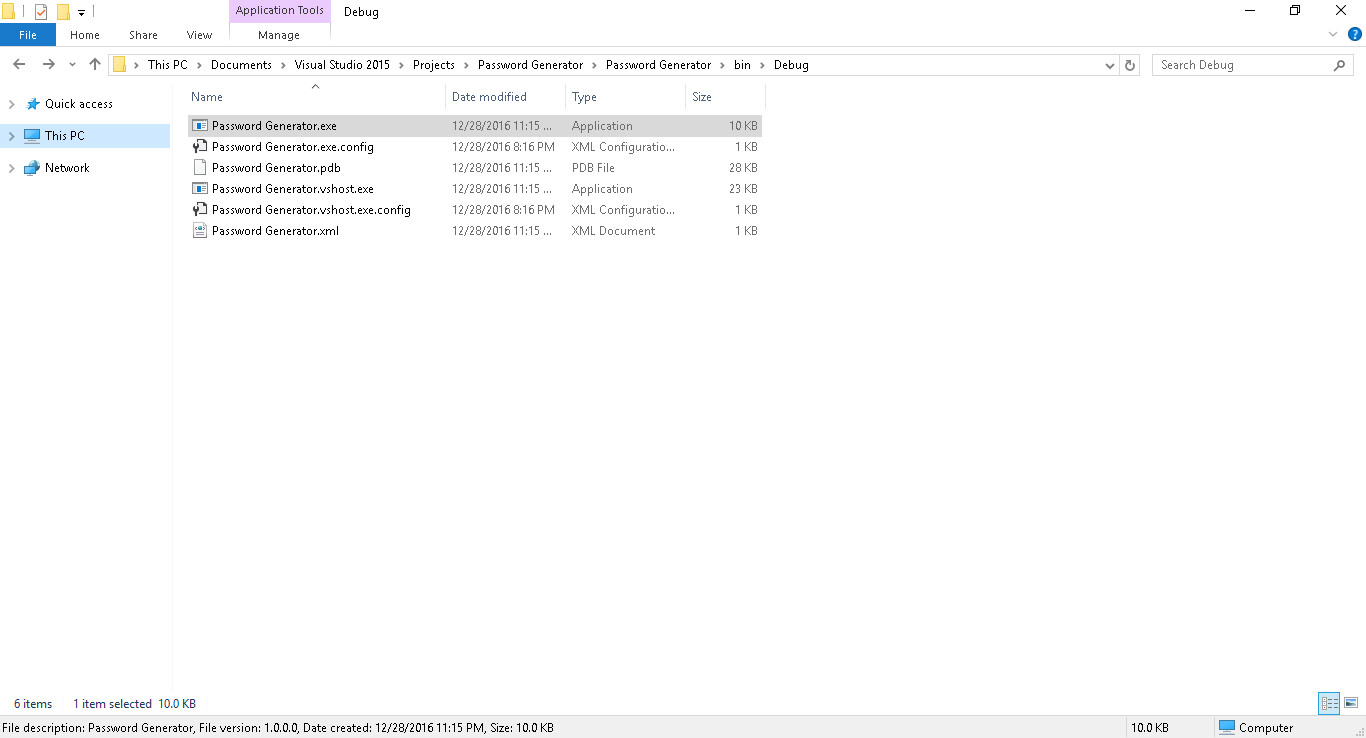 Application Tools Debug
File Home Share View Manage
This PC Documents Visual Studio 2015 Projects Password Generator Password Generator bin Debug Search Debug
Name Date modified Type Size
Quick access
This PC
Network
Password Generator.exe 12/28/2016 11:15 ... Application 10 KB
Password Generator.exe.config 12/28/2016 8:16 PM XML Configuratio... 1 KB
Password Generator.pdb 12/28/2016 11:15 ... PDB File 28 KB
Password Generator.vshost.exe 12/28/2016 11:15 ... Application 23 KB
Password Generator.vshost.exe.config 12/28/2016 8:16 PM XML Configuratio... 1 KB
Password Generator.xml 12/28/2016 11:15 ... XML Document 1 KB
6 items 1 item selected 10.0 KB
File description: Password Generator, File version: 1.0.0.0, Date created: 12/28/2016 11:15 PM, Size: 10.0 KB 10.0 KB Computer